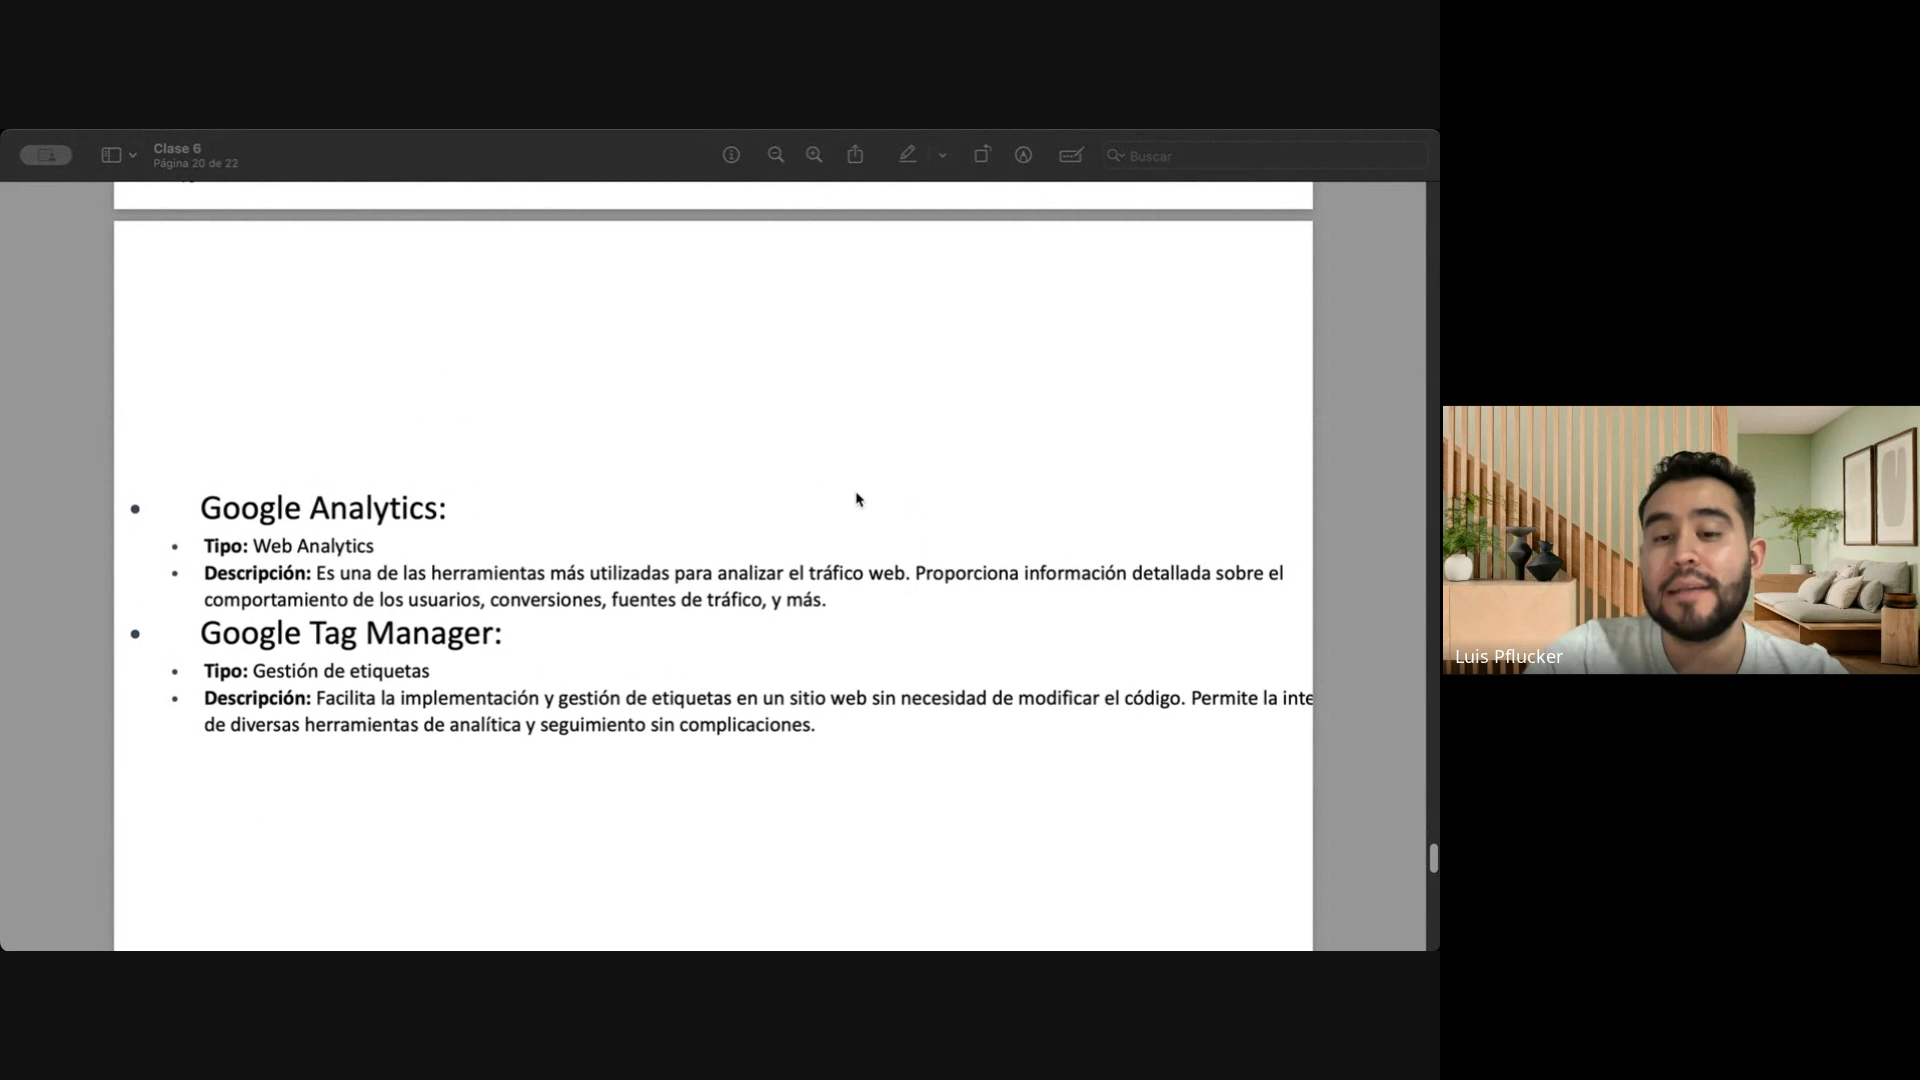 Clase 6
Página 20 de 22
Buscar
Google Analytics:
Tipo: Web Analytics
Descripción: Es una de las herramientas más utilizadas para analizar el tráfico web. Proporciona información detallada sobre el
comportamiento de los usuarios, conversiones, fuentes de tráfico, y más.
Google Tag Manager:
Tipo: Gestión de etiquetas
Descripción: Facilita la implementación y gestión de etiquetas en un sitio web sin necesidad de modificar el código. Permite la inte
de diversas herramientas de analítica y seguimiento sin complicaciones.
Luis Pflucker